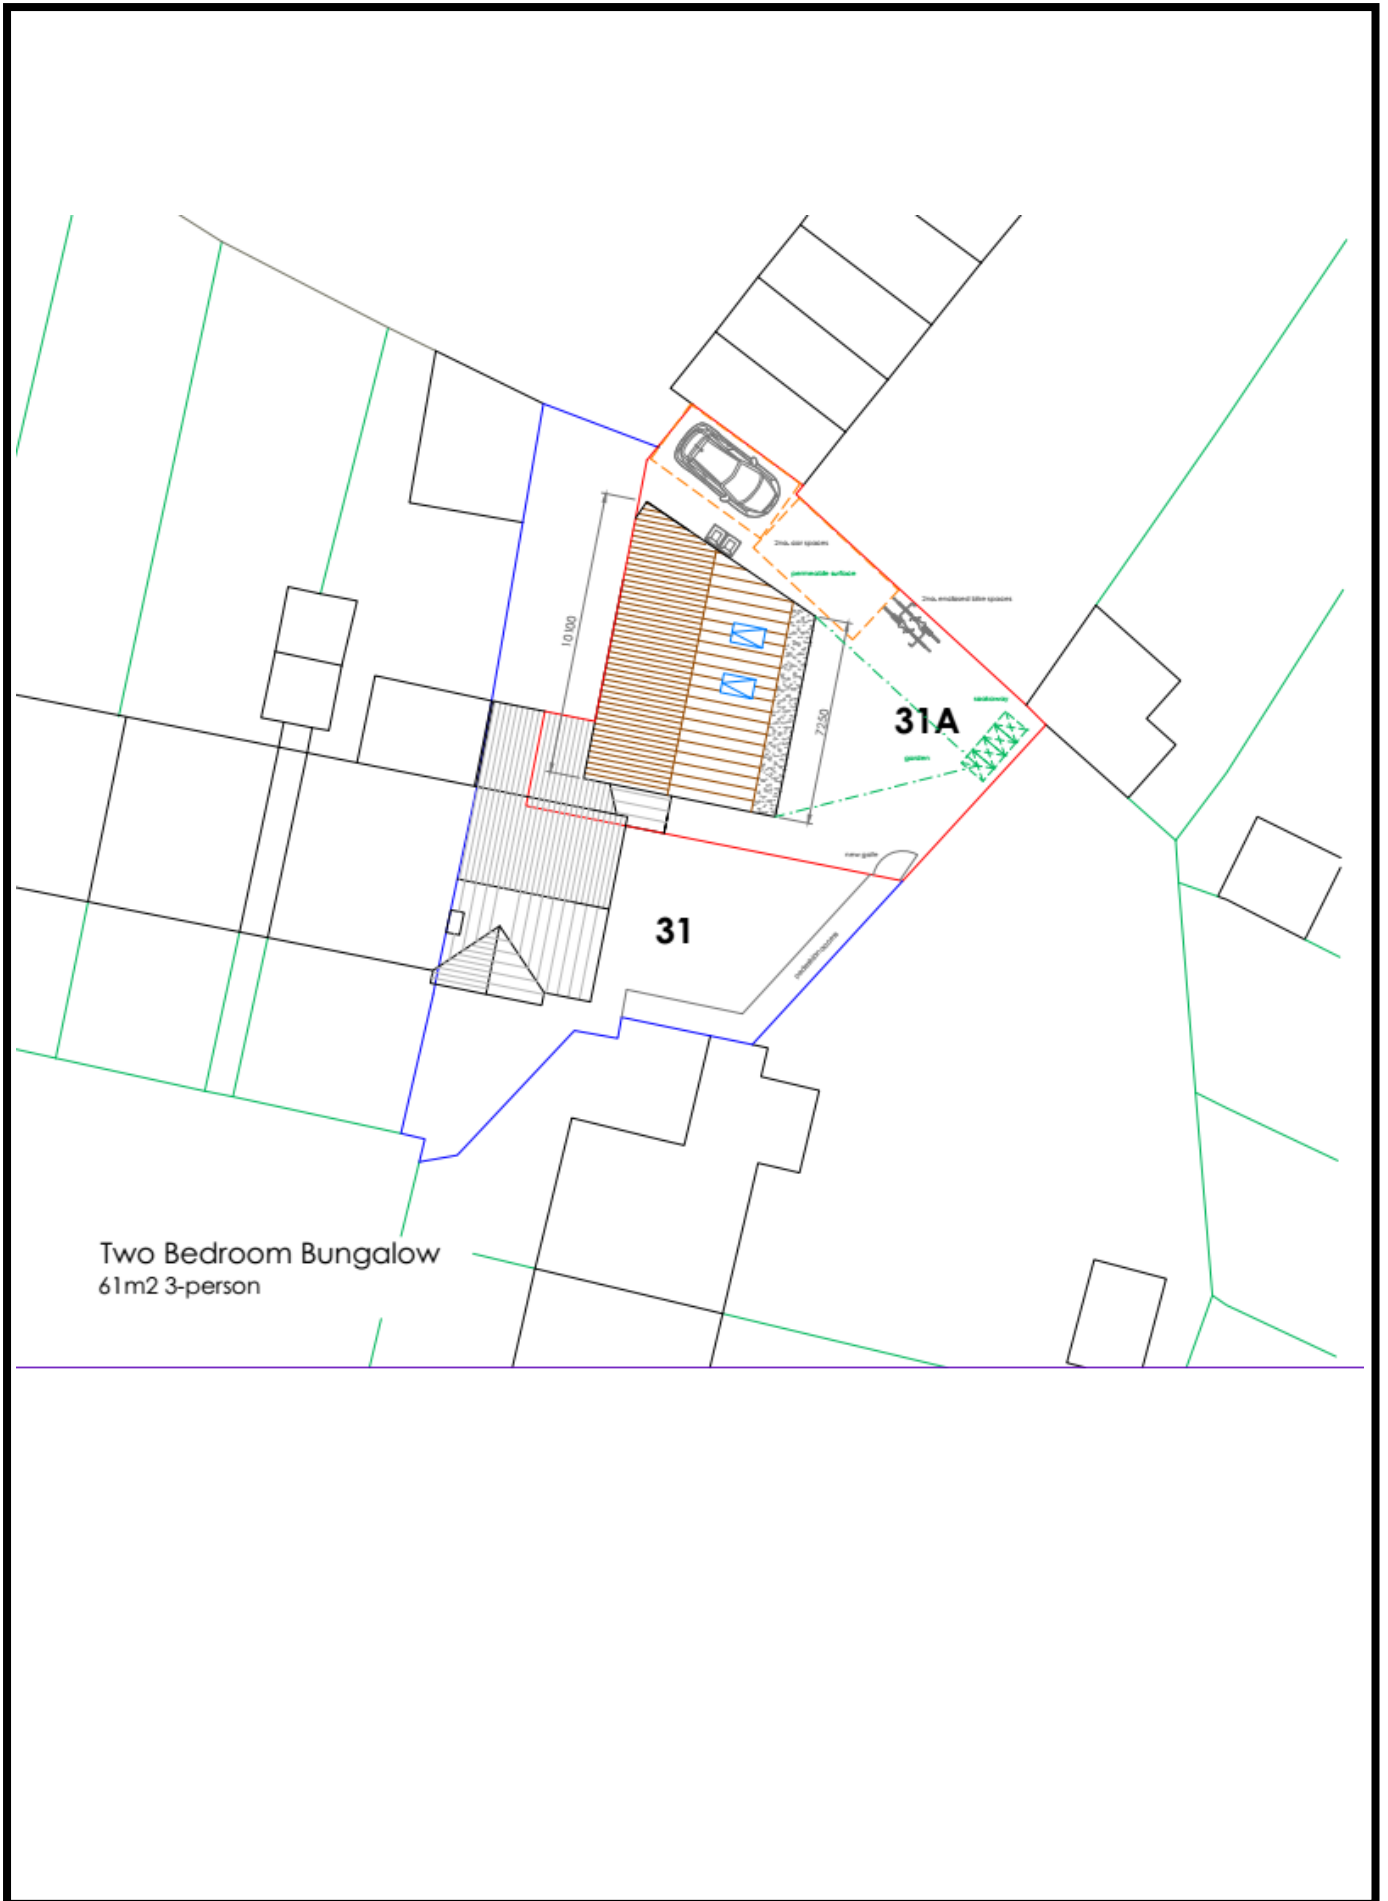 10100
2no. car spaces
permeable surface
2no. enclosed bike spaces
soakaway
31A
7250
garden
new gate
31
pedestrian access
Two Bedroom Bungalow
61m2 3-person